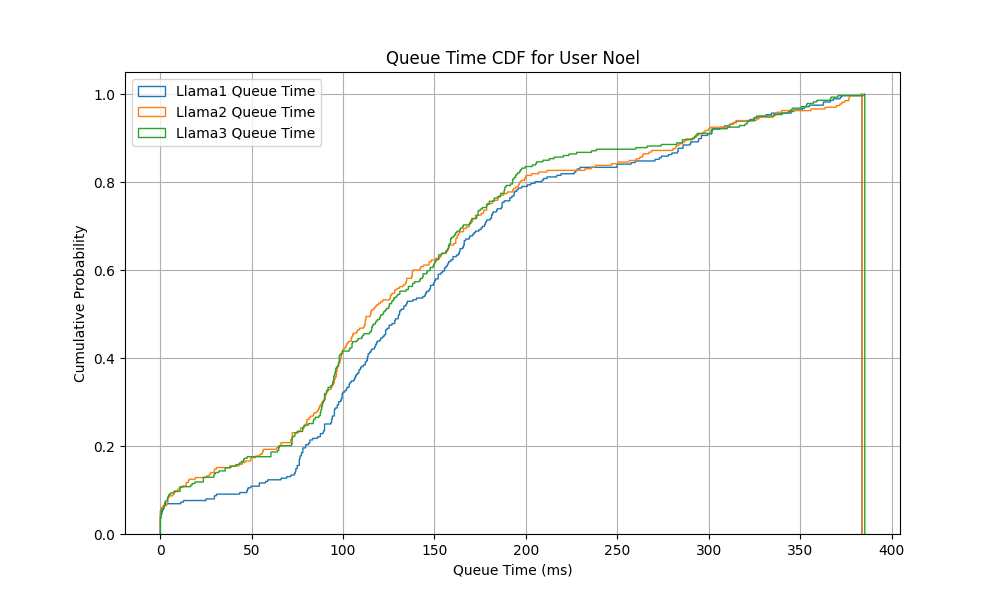 Queue Time CDF for User Noel
Llama1 Queue Time
Llama2 Queue Time
Llama3 Queue Time
Cumulative Probability
1.0
0.8
0.6
0.4
0.2
0.0
0 50 100 150 200 250 300 350 400
Queue Time (ms)